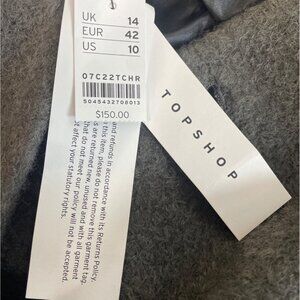 UK 14
EUR 42
US 10
07C22TCHR
5045432708013
$150.00
TOPSHOP
and refunds in accordance with its Returns Policy.
this item, please do not remove this garment tag.
are returned new, unused and with all garment
that do not meet our policy will not be accepted.
ot affect your statutory rights.